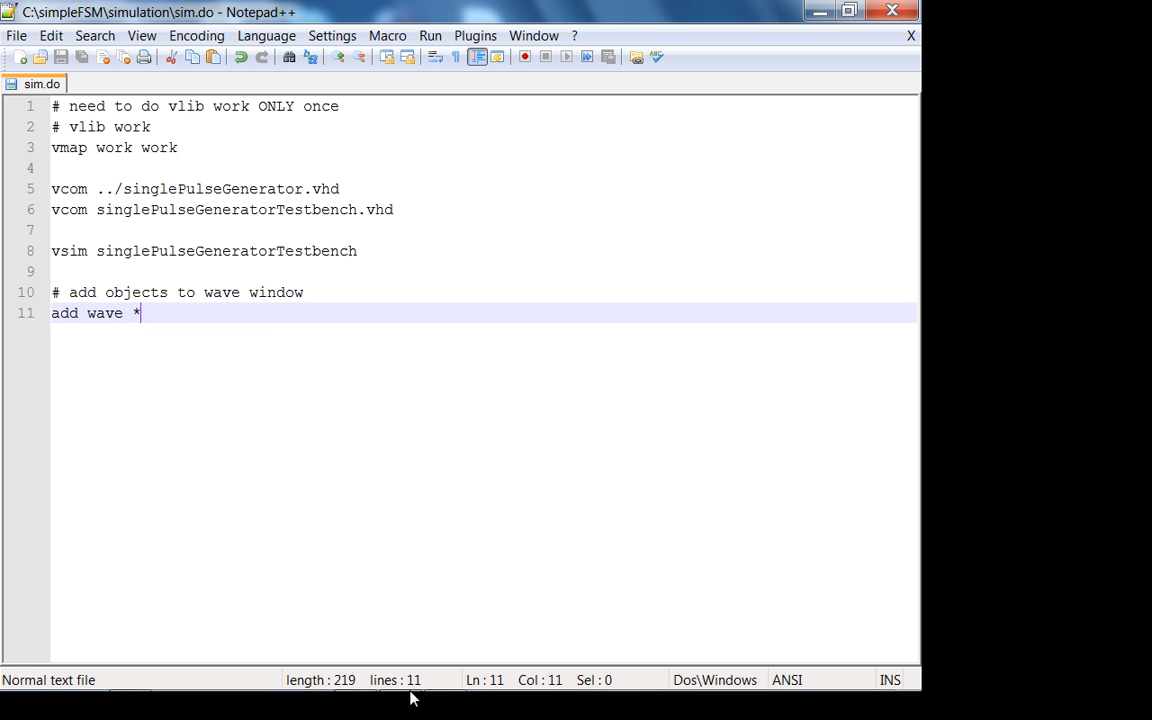 C:\simpleFSM\simulation\sim.do - Notepad++
File Edit Search View Encoding Language Settings Macro Run Plugins Window ? X
sim.do
1 # need to do vlib work ONLY once
2 # vlib work
3 vmap work work
4
5 vcom ../singlePulseGenerator.vhd
6 vcom singlePulseGeneratorTestbench.vhd
7
8 vsim singlePulseGeneratorTestbench
9
10 # add objects to wave window
11 add wave *
Normal text file length : 219 lines : 11 Ln : 11 Col : 11 Sel : 0 Dos\Windows ANSI INS